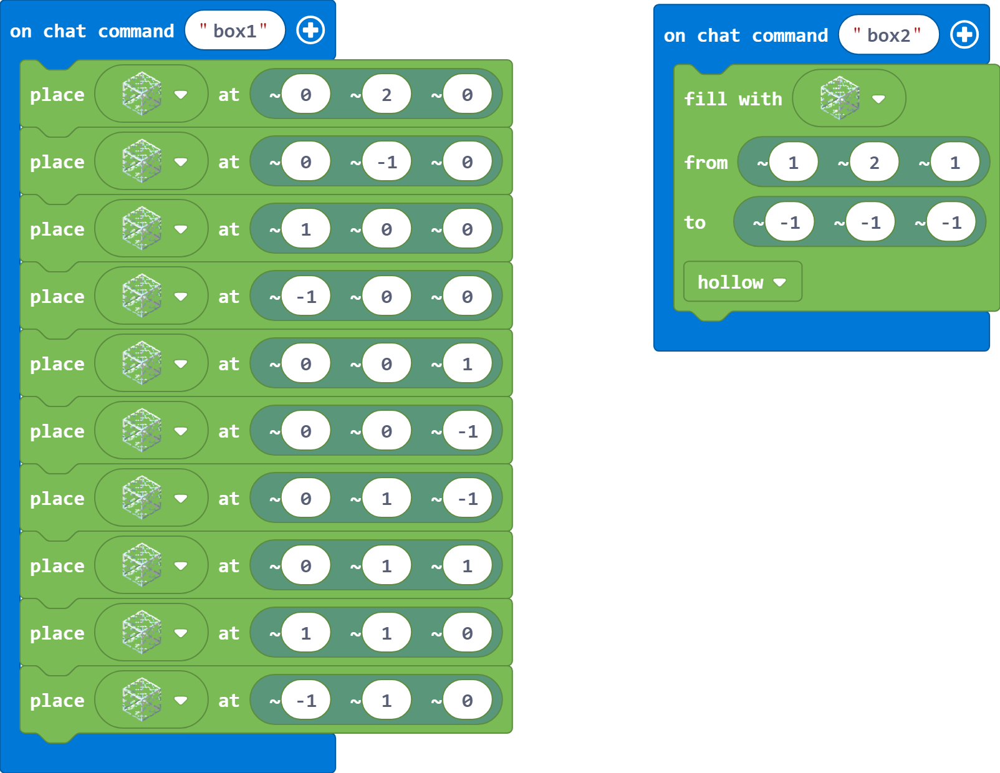 on chat command "box1"
place at ~0 ~2 ~0
place at ~0 ~-1 ~0
place at ~1 ~0 ~0
place at ~-1 ~0 ~0
place at ~0 ~0 ~1
place at ~0 ~0 ~-1
place at ~0 ~1 ~-1
place at ~0 ~1 ~1
place at ~1 ~1 ~0
place at ~-1 ~1 ~0
on chat command "box2"
fill with
from ~1 ~2 ~1
to ~-1 ~-1 ~-1
hollow